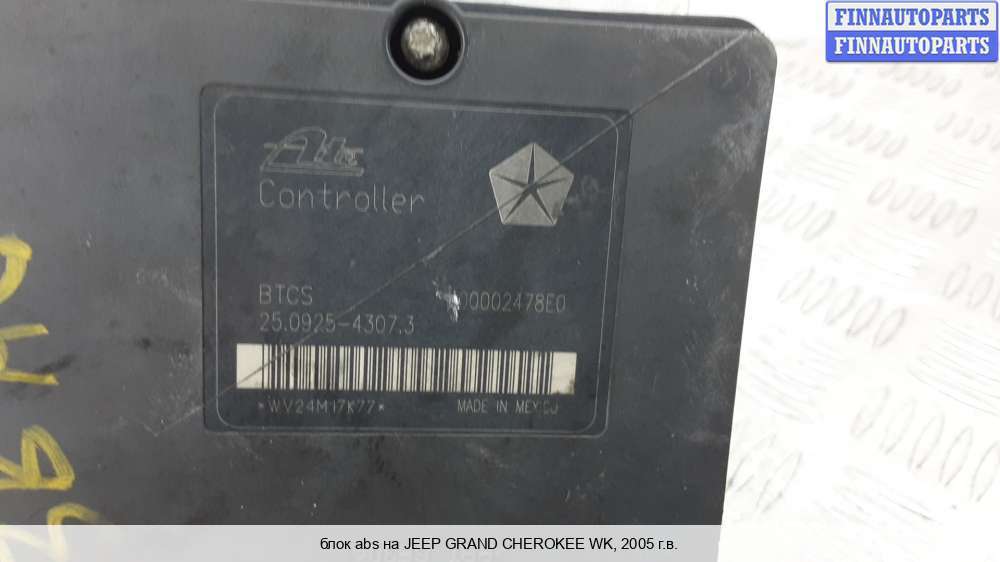 FINNAUTOPARTS
FINNAUTOPARTS
Ate
Controller
BTCS
00002478E0
25.0925-4307.3
*WV24M17K77*
MADE IN MEXICO
блок abs на JEEP GRAND CHEROKEE WK, 2005 г.в.